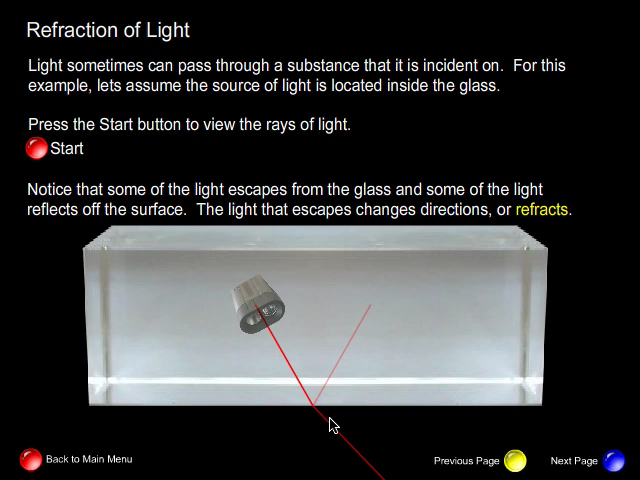 Refraction of Light
Light sometimes can pass through a substance that it is incident on.  For this
example, lets assume the source of light is located inside the glass.
Press the Start button to view the rays of light.
Start
Notice that some of the light escapes from the glass and some of the light
reflects off the surface.  The light that escapes changes directions, or refracts.
Back to Main Menu
Previous Page
Next Page